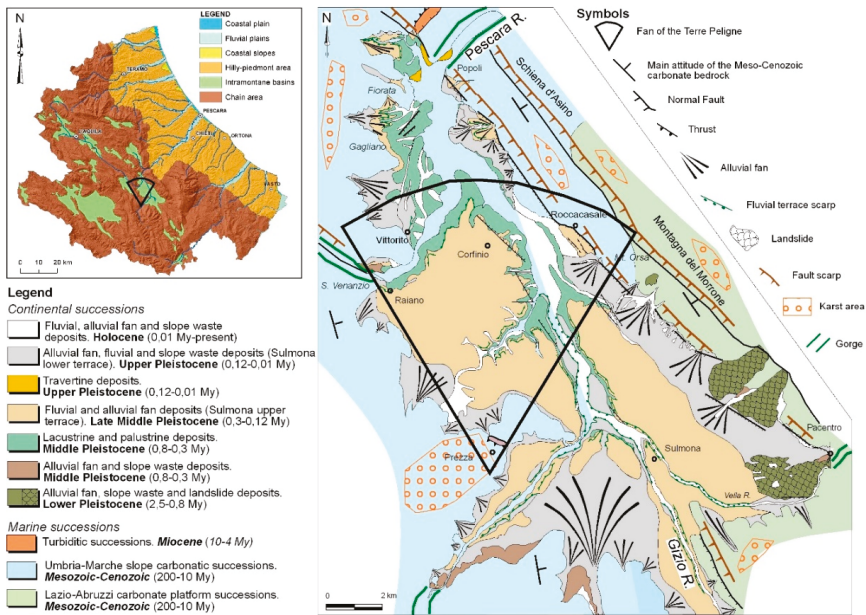 N
LEGEND
Coastal plain
Fluvial plains
Coastal slopes
Hilly-piedmont area
Intramontane basins
Chain area
TERAMO
PESCARA
L'AQUILA
CHIETI
ORTONA
VASTO
0 10 20 km
Legend
Continental successions
Fluvial, alluvial fan and slope waste
deposits. Holocene (0,01 My-present)
Alluvial fan, fluvial and slope waste deposits (Sulmona
lower terrace). Upper Pleistocene (0,12-0,01 My)
Travertine deposits.
Upper Pleistocene (0,12-0,01 My)
Fluvial and alluvial fan deposits (Sulmona upper
terrace). Late Middle Pleistocene (0,3-0,12 My)
Lacustrine and palustrine deposits.
Middle Pleistocene (0,8-0,3 My)
Alluvial fan and slope waste deposits.
Middle Pleistocene (0,8-0,3 My)
Alluvial fan, slope waste and landslide deposits.
Lower Pleistocene (2,5-0,8 My)
Marine successions
Turbiditic successions. Miocene (10-4 My)
Umbria-Marche slope carbonatic successions.
Mesozoic-Cenozoic (200-10 My)
Lazio-Abruzzi carbonate platform successions.
Mesozoic-Cenozoic (200-10 My)
N
Pescara R.
Popoli
Schiena d'Asino
Fiorata
Gagliano
Roccacasale
Vittorito
Corfinio
Mt. Orsa
Montagna del Morrone
S. Venanzio
Raiano
Prezza
Sulmona
Pacentro
Vella R.
Gizio R.
0 2 km
Symbols
Fan of the Terre Peligne
Main attitude of the Meso-Cenozoic
carbonate bedrock
Normal Fault
Thrust
Alluvial fan
Fluvial terrace scarp
Landslide
Fault scarp
Karst area
Gorge